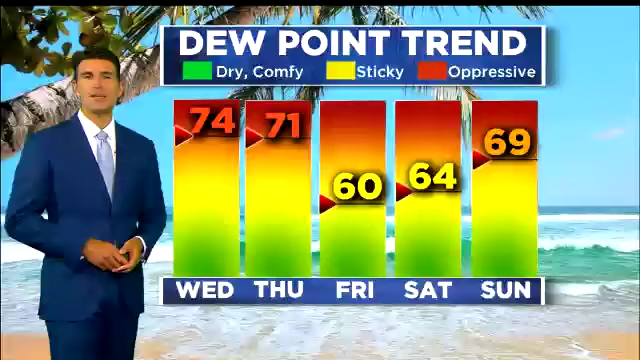 DEW POINT TREND
Dry, Comfy Sticky Oppressive
74 71 60 64 69
WED THU FRI SAT SUN